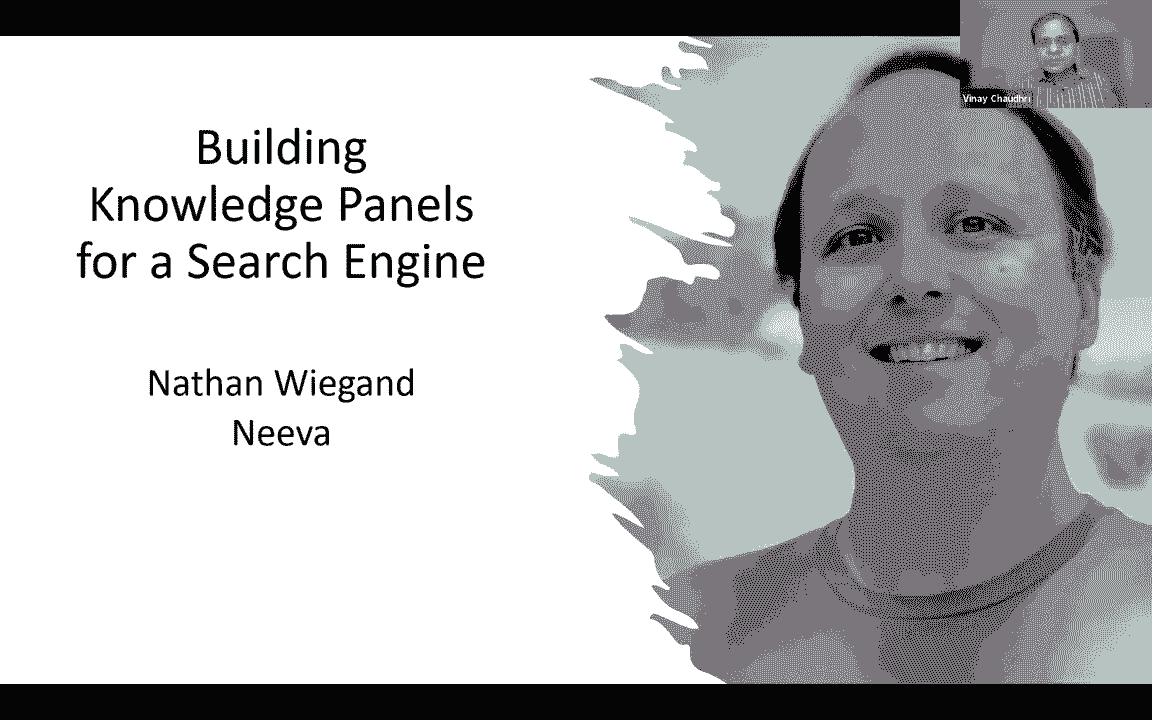 Building
Knowledge Panels
for a Search Engine
Nathan Wiegand
Neeva
Vinay Chaudhri